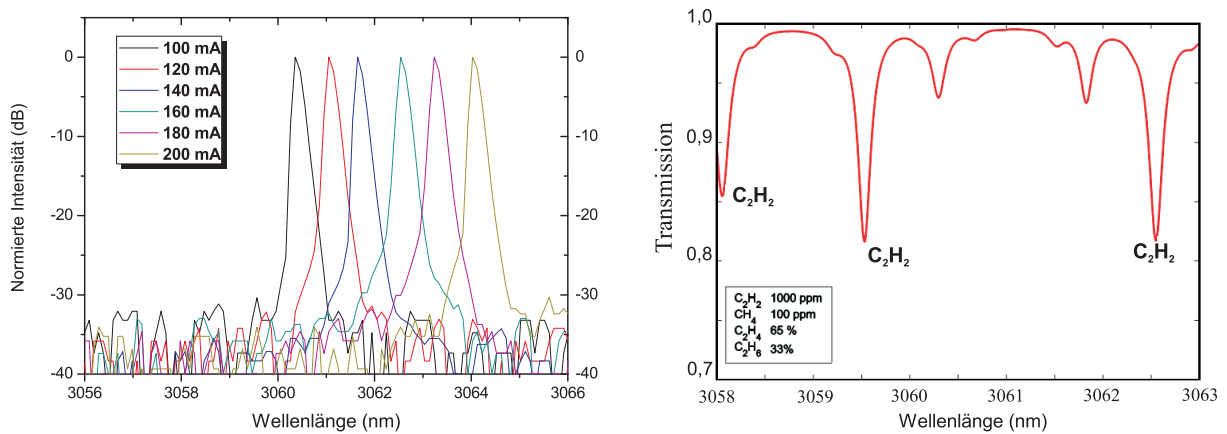 100 mA
120 mA
140 mA
160 mA
180 mA
200 mA
0
-10
-20
-30
-40
0
-10
-20
-30
-40
3056 3058 3060 3062 3064 3066
Wellenlänge (nm)
Normierte Intensität (dB)
1,0
0,9
0,8
0,7
Transmission
C₂H₂
C₂H₂
C₂H₂
C₂H₂ 1000 ppm
CH₄ 100 ppm
C₂H₄ 65 %
C₂H₆ 33%
3058 3059 3060 3061 3062 3063
Wellenlänge (nm)